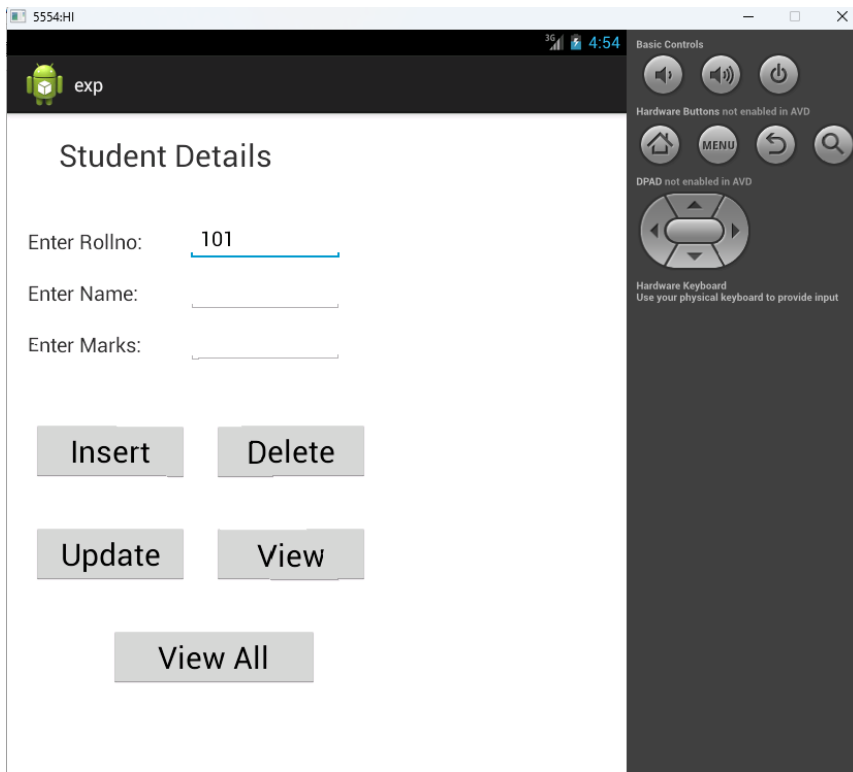 5554:HI
3G 4:54
exp
Student Details
Enter Rollno: 101
Enter Name:
Enter Marks:
Insert Delete
Update View
View All
Basic Controls
Hardware Buttons not enabled in AVD
MENU
DPAD not enabled in AVD
Hardware Keyboard
Use your physical keyboard to provide input